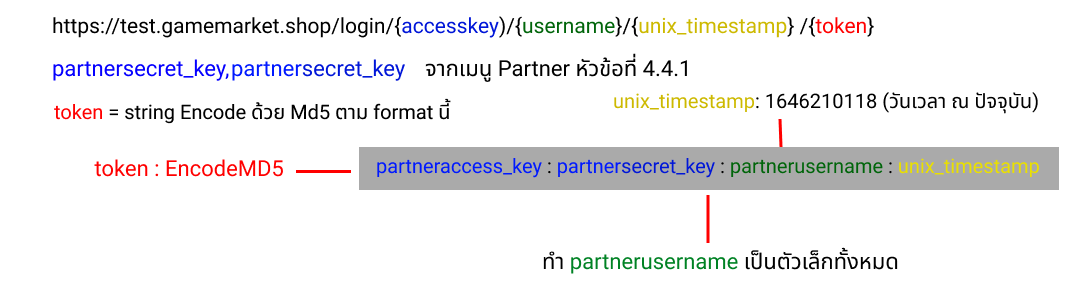 https://test.gamemarket.shop/login/{accesskey)/{username}/{unix_timestamp} /{token}
partnersecret_key,partnersecret_key จากเมนู Partner หัวข้อที่ 4.4.1
unix_timestamp: 1646210118 (วันเวลา ณ ปัจจุบัน)
token = string Encode ด้วย Md5 ตาม format นี้
token : EncodeMD5 partneraccess_key : partnersecret_key : partnerusername : unix_timestamp
ทำ partnerusername เป็นตัวเล็กทั้งหมด